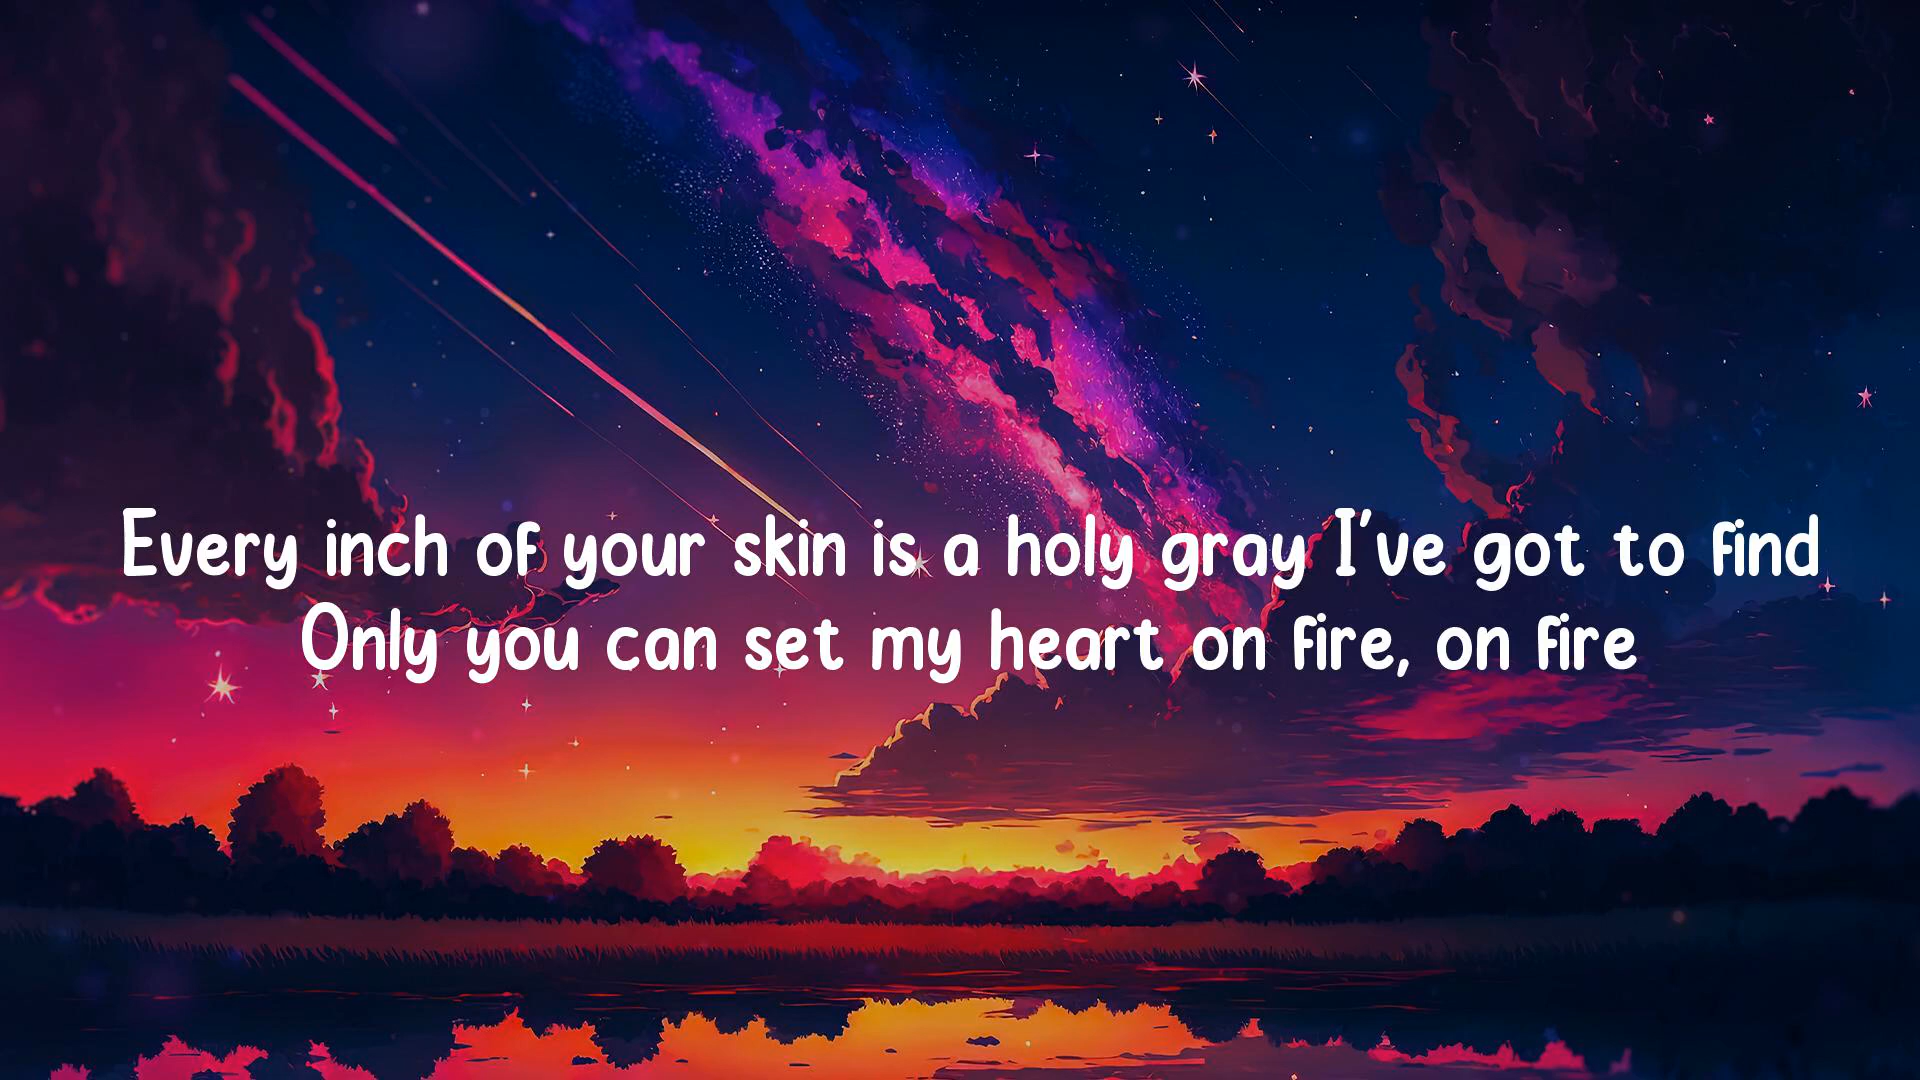 Every inch of your skin is a holy gray I've got to find
Only you can set my heart on fire, on fire